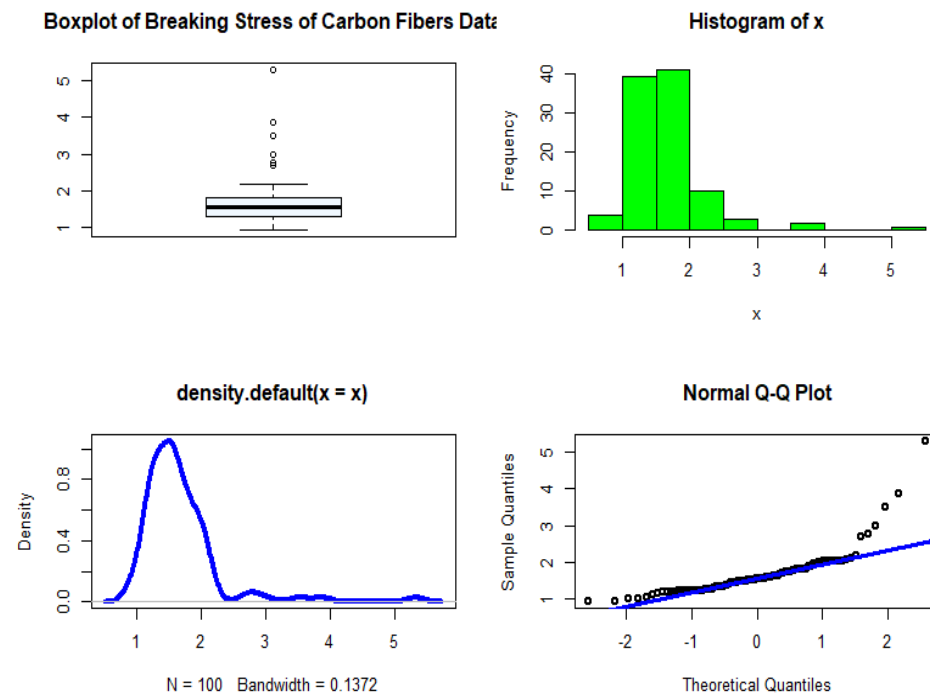 Boxplot of Breaking Stress of Carbon Fibers Data
5
4
3
2
1
Histogram of x
Frequency
40
30
20
10
0
1 2 3 4 5
x
density.default(x = x)
Density
0.8
0.4
0.0
1 2 3 4 5
N = 100 Bandwidth = 0.1372
Normal Q-Q Plot
Sample Quantiles
5
4
3
2
1
-2 -1 0 1 2
Theoretical Quantiles